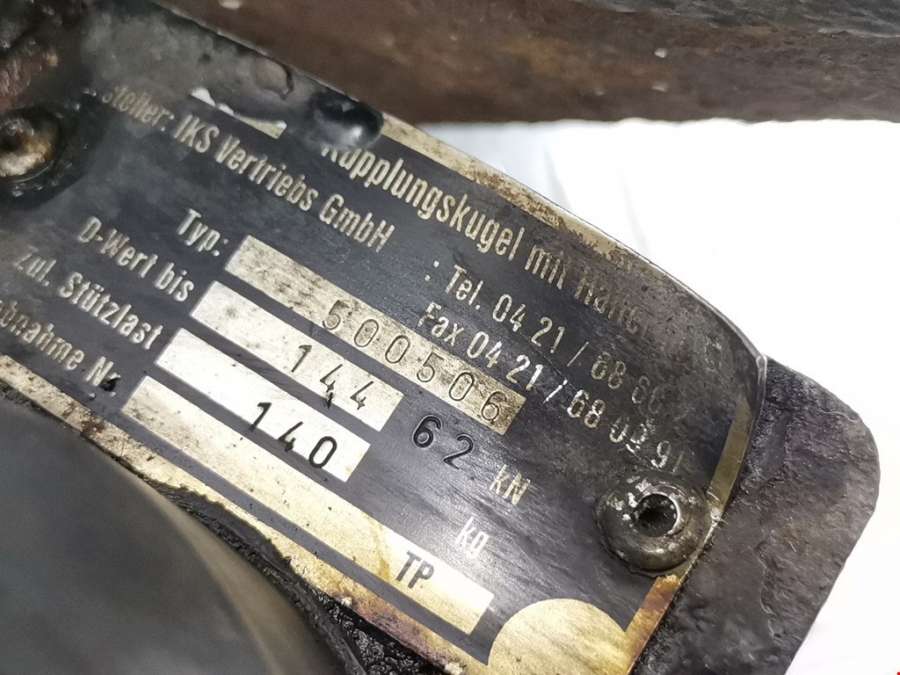 Kupplungskugel mit
steller: IKS Vertriebs GmbH : Tel. 04 21 / 68 60
Fax 04 21 / 68 09 91
Typ: 500506
D-Wert bis 144 62 kN
Zul. Stützlast 140 kg
nahme Nr. TP